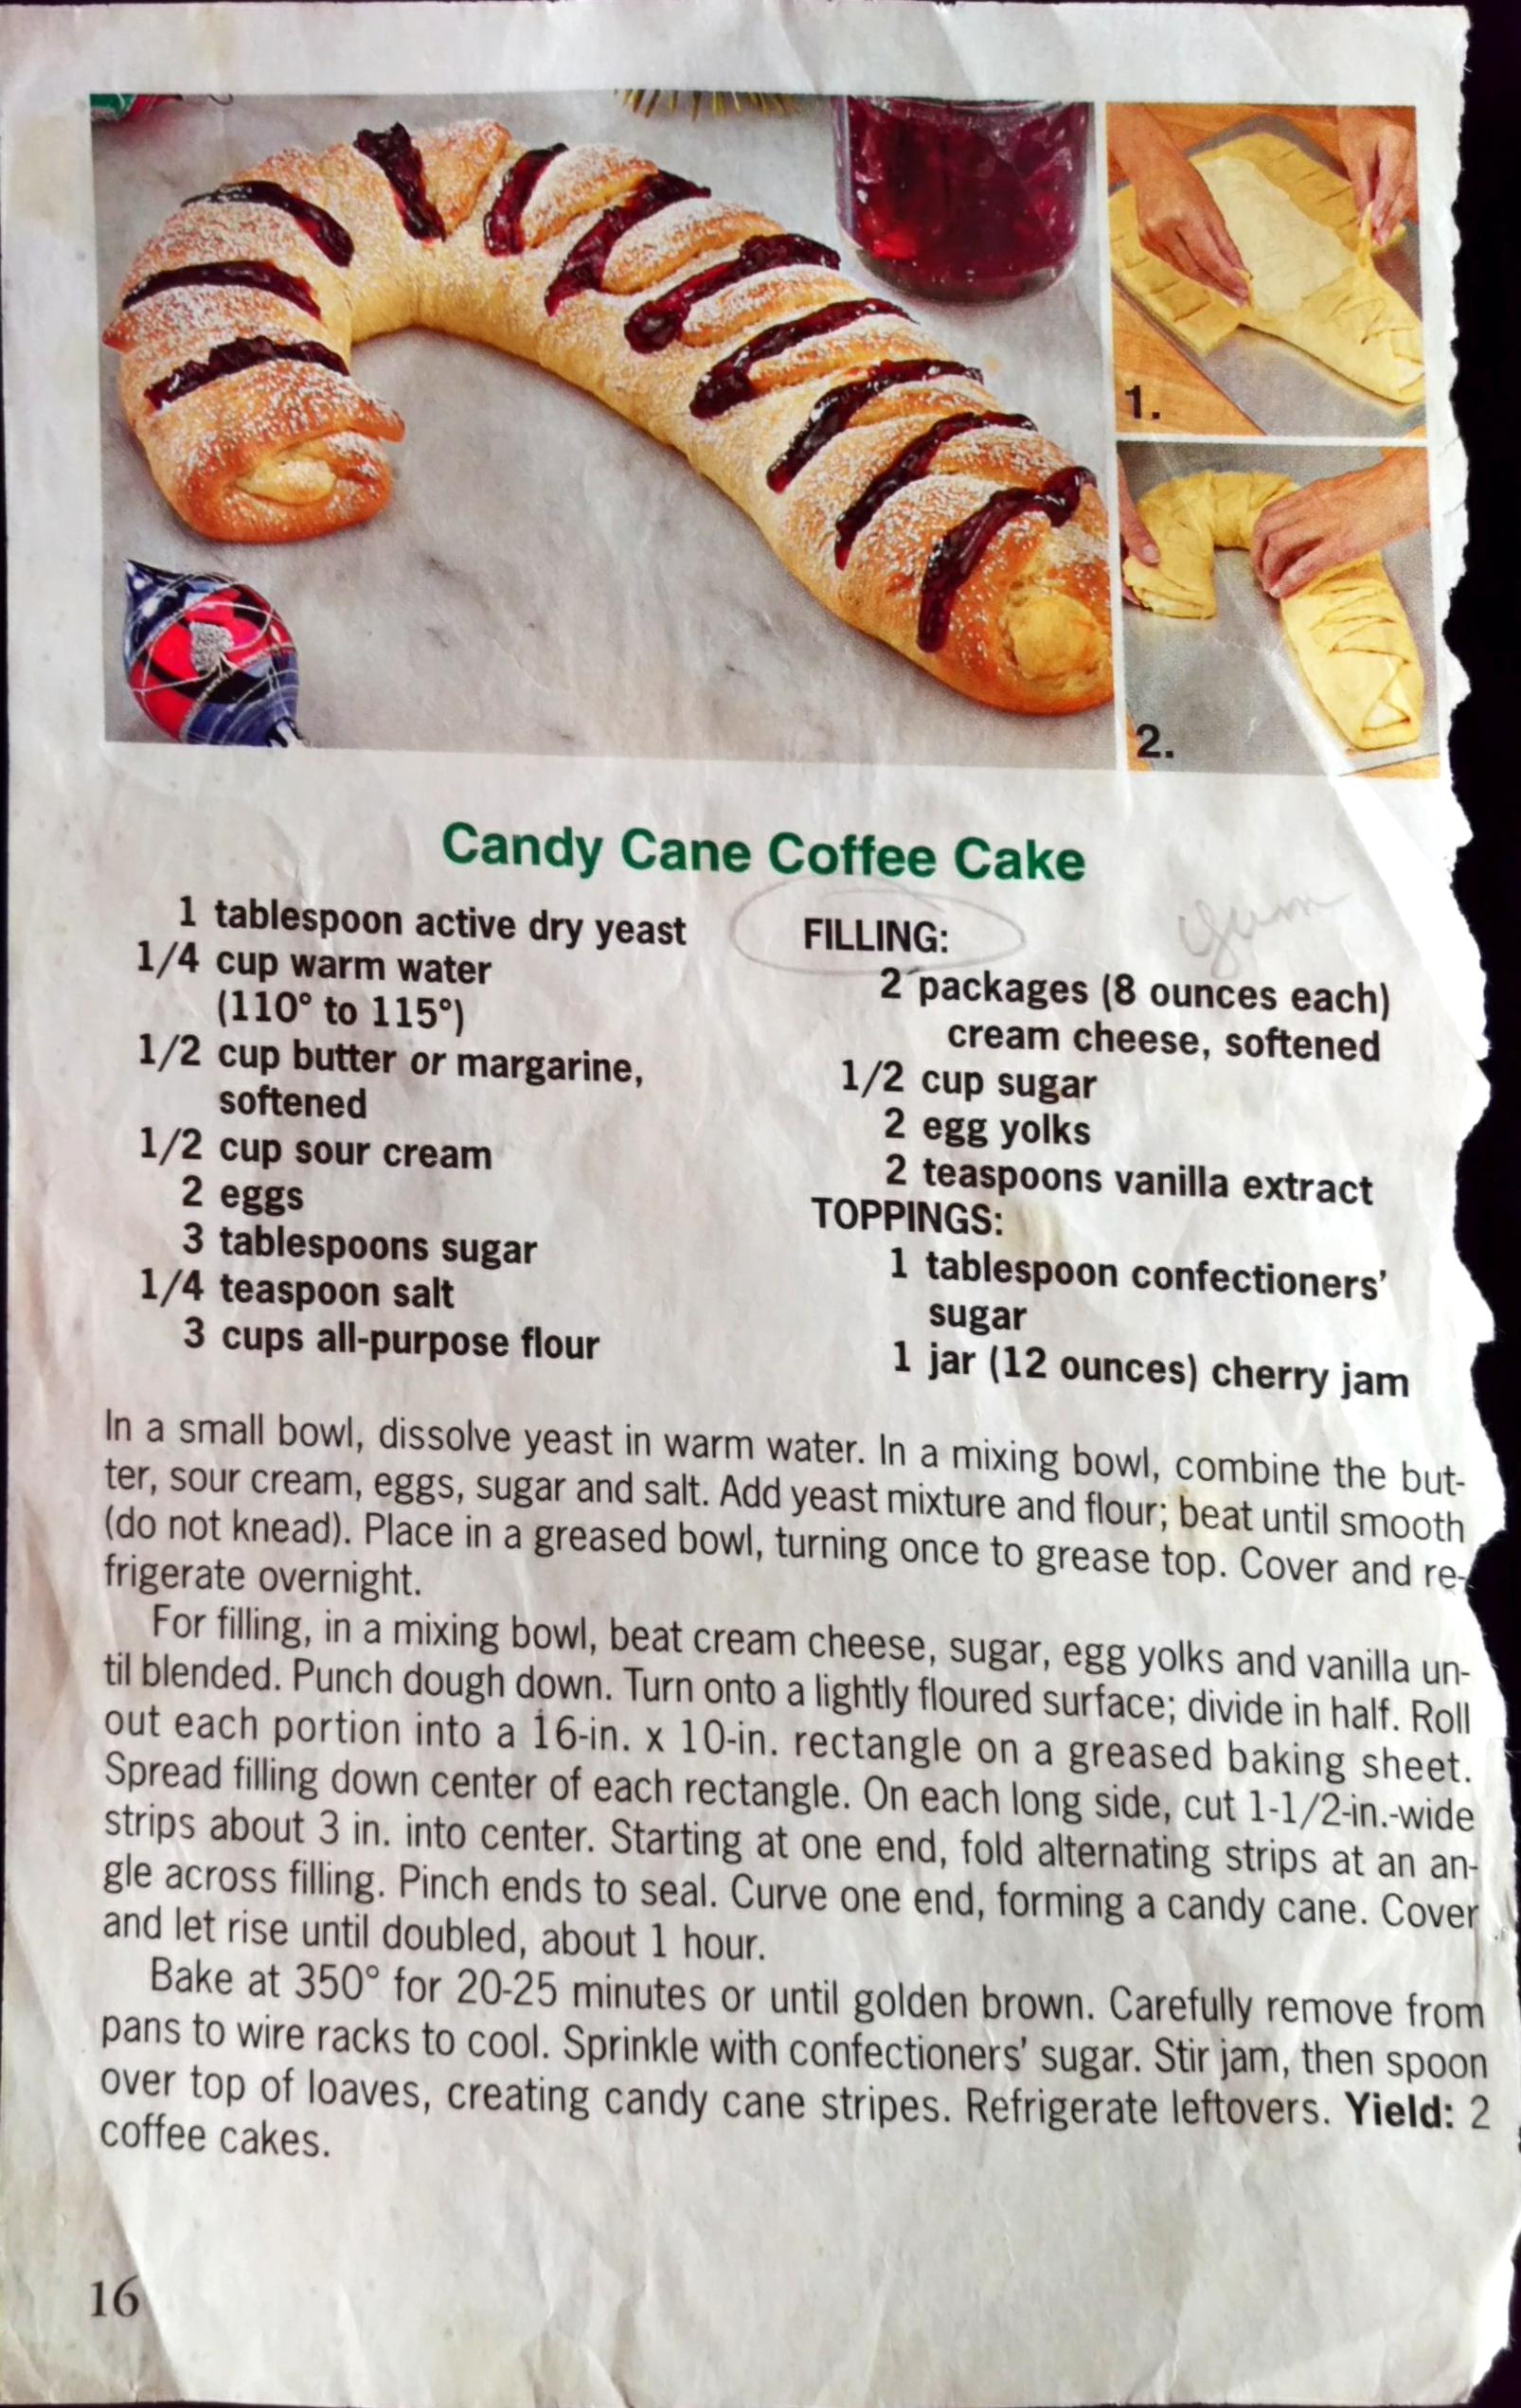 1.
2.
Candy Cane Coffee Cake
1 tablespoon active dry yeast
1/4 cup warm water
(110° to 115°)
1/2 cup butter or margarine,
softened
1/2 cup sour cream
2 eggs
3 tablespoons sugar
1/4 teaspoon salt
3 cups all-purpose flour
FILLING:
yum
2 packages (8 ounces each)
cream cheese, softened
1/2 cup sugar
2 egg yolks
2 teaspoons vanilla extract
TOPPINGS:
1 tablespoon confectioners'
sugar
1 jar (12 ounces) cherry jam
In a small bowl, dissolve yeast in warm water. In a mixing bowl, combine the but-
ter, sour cream, eggs, sugar and salt. Add yeast mixture and flour; beat until smooth
(do not knead). Place in a greased bowl, turning once to grease top. Cover and re-
frigerate overnight.
For filling, in a mixing bowl, beat cream cheese, sugar, egg yolks and vanilla un-
til blended. Punch dough down. Turn onto a lightly floured surface; divide in half. Roll
out each portion into a 16-in. x 10-in. rectangle on a greased baking sheet.
Spread filling down center of each rectangle. On each long side, cut 1-1/2-in.-wide
strips about 3 in. into center. Starting at one end, fold alternating strips at an an-
gle across filling. Pinch ends to seal. Curve one end, forming a candy cane. Cover
and let rise until doubled, about 1 hour.
Bake at 350° for 20-25 minutes or until golden brown. Carefully remove from
pans to wire racks to cool. Sprinkle with confectioners' sugar. Stir jam, then spoon
over top of loaves, creating candy cane stripes. Refrigerate leftovers. Yield: 2
coffee cakes.
16